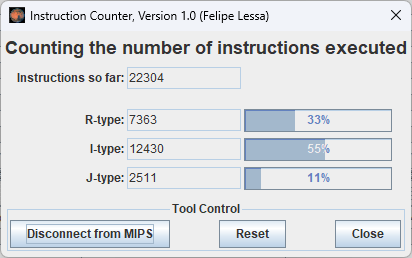 Instruction Counter, Version 1.0 (Felipe Lessa)
Counting the number of instructions executed
Instructions so far: 22304
R-type: 7363 33%
I-type: 12430 55%
J-type: 2511 11%
Tool Control
Disconnect from MIPS Reset Close